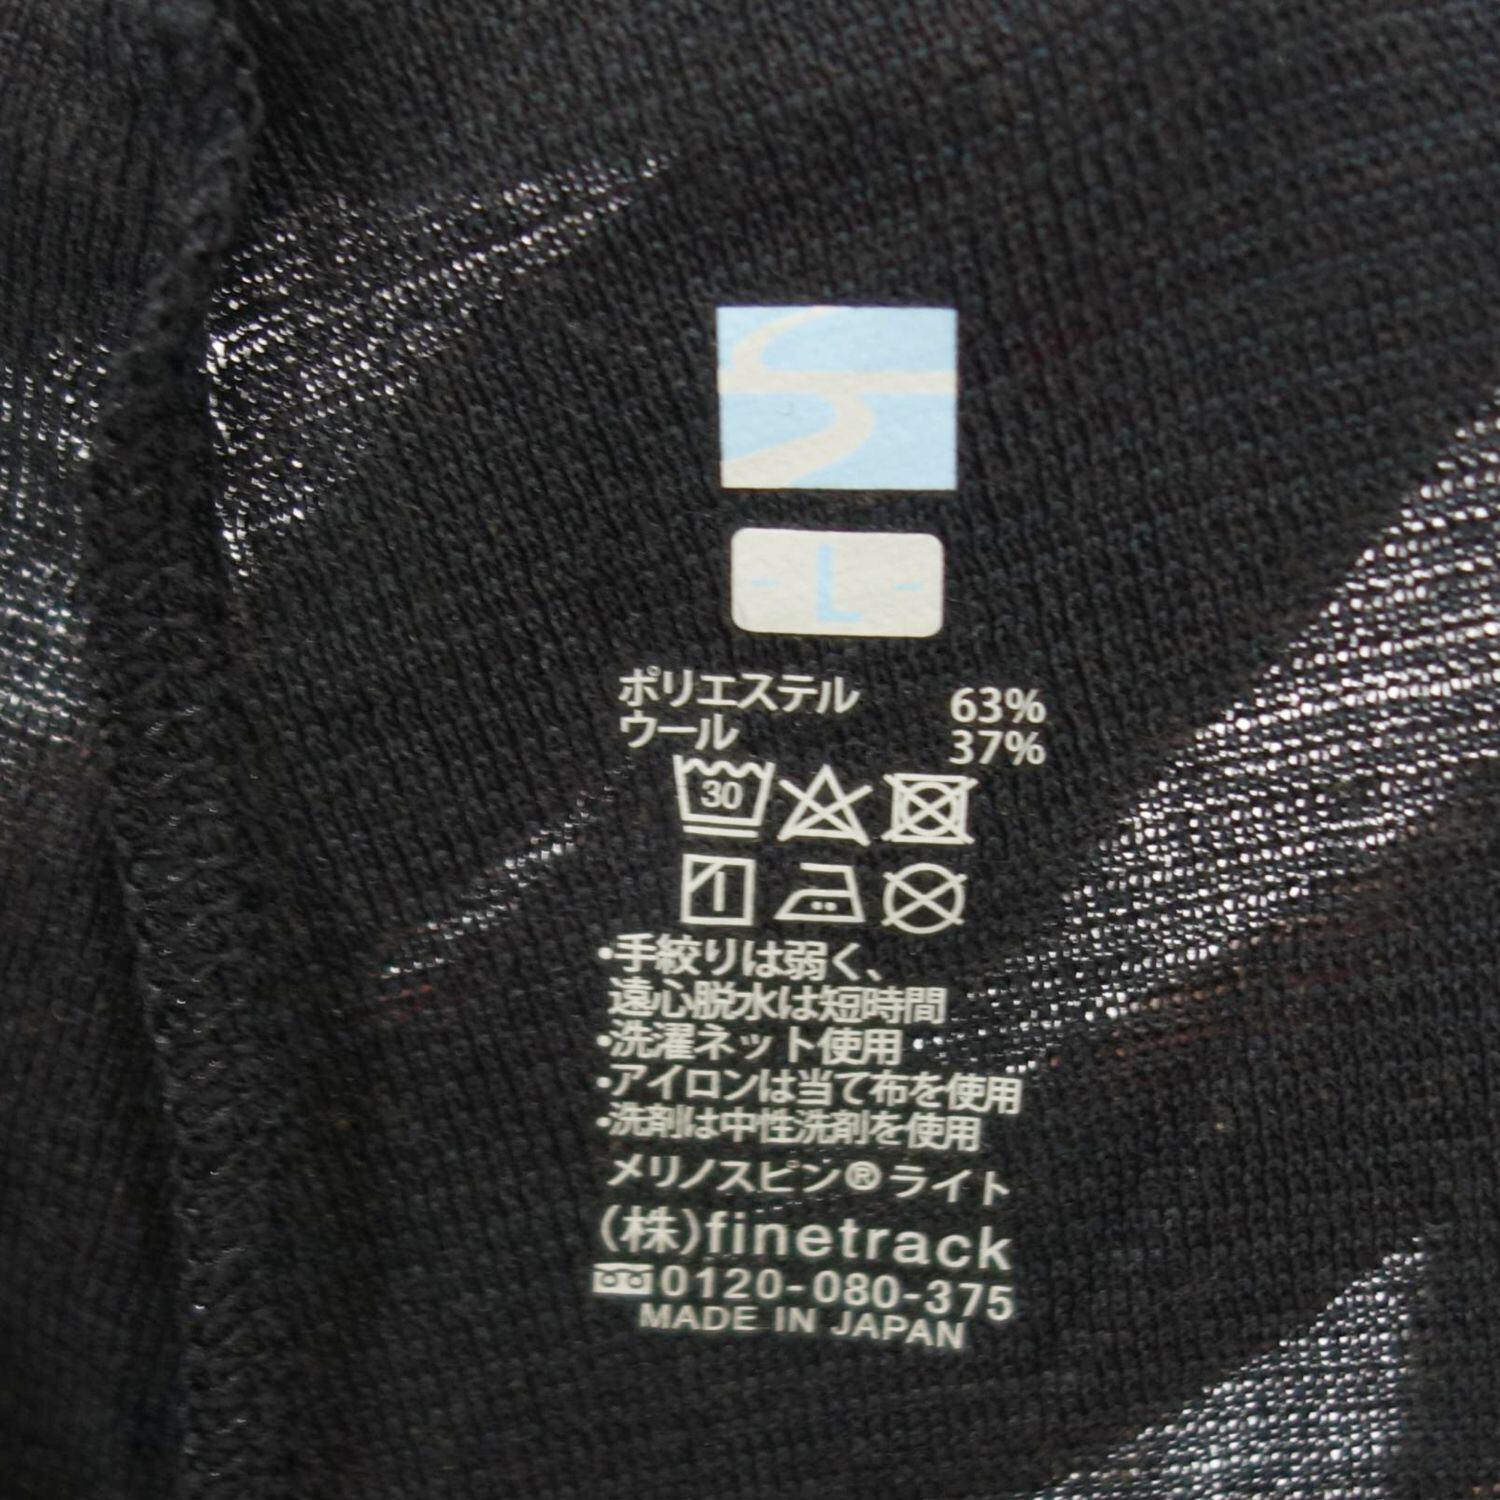 - L -
ポリエステル 63%
ウール 37%
30
・手絞りは弱く、
遠心脱水は短時間
・洗濯ネット使用
・アイロンは当て布を使用
・洗剤は中性洗剤を使用
メリノスピン®ライト
(株)finetrack
0120-080-375
MADE IN JAPAN